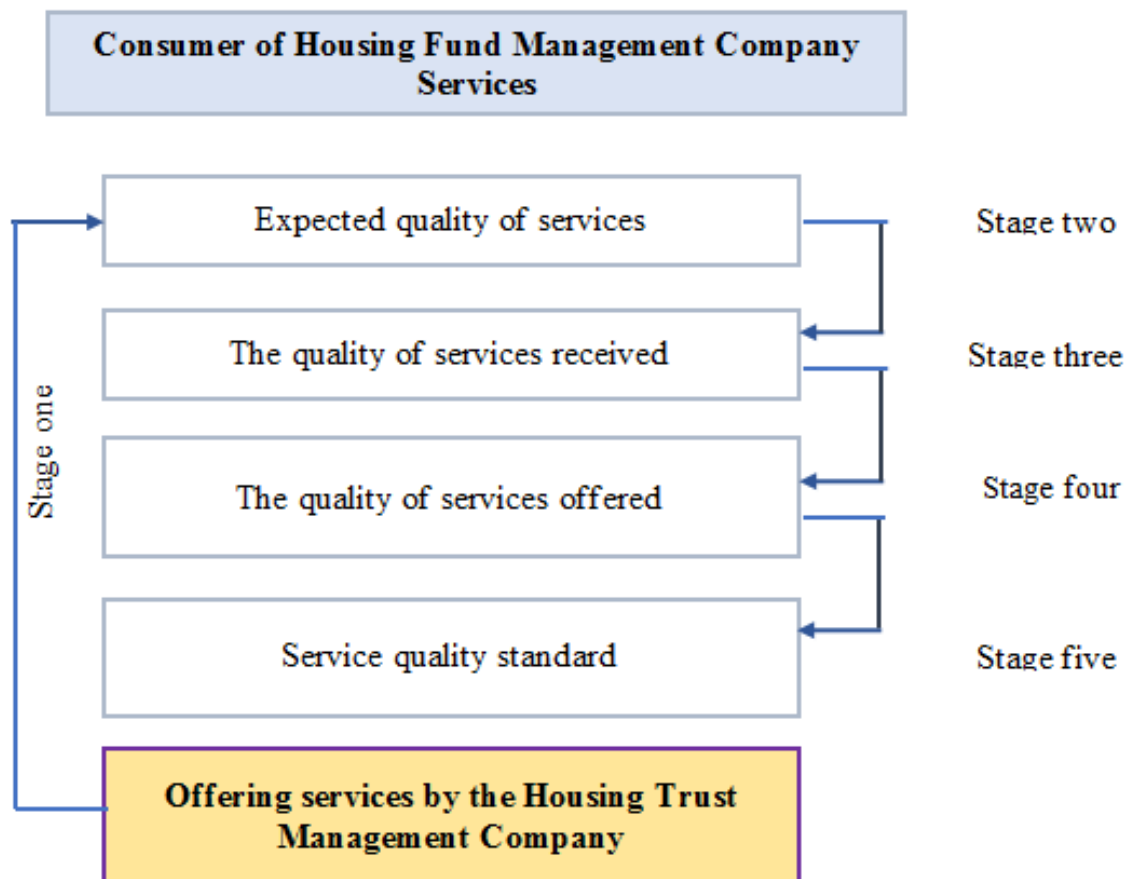 Consumer of Housing Fund Management Company
Services
Expected quality of services
Stage two
The quality of services received
Stage three
Stage one
The quality of services offered
Stage four
Service quality standard
Stage five
Offering services by the Housing Trust
Management Company